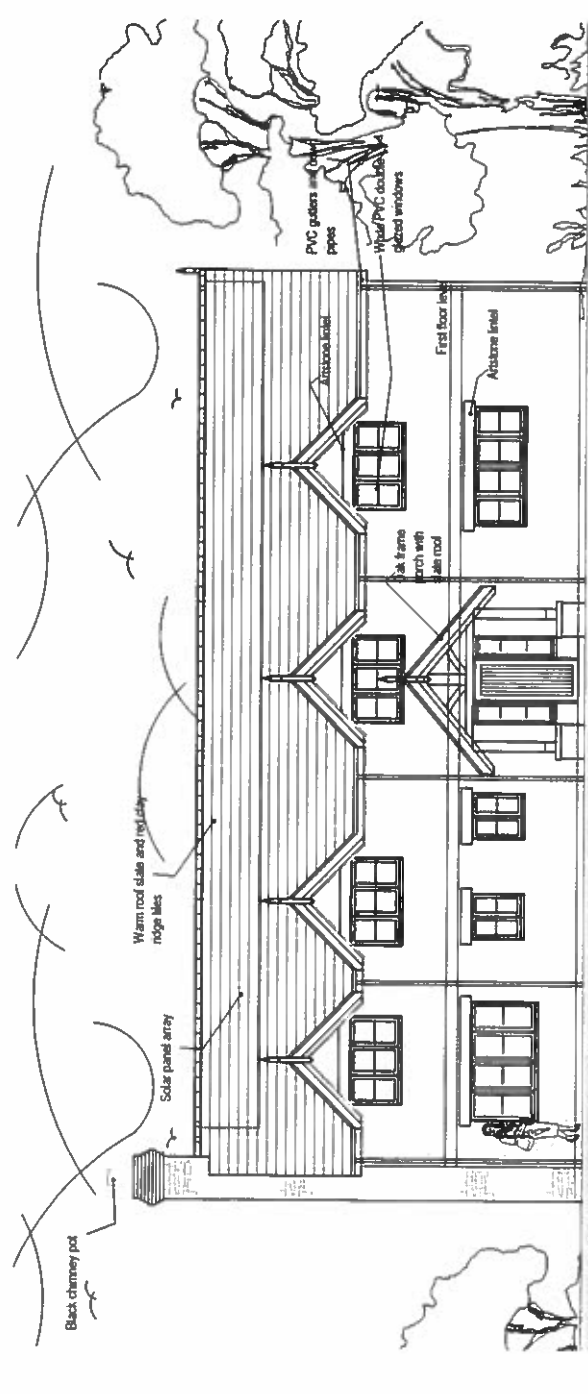 Black chimney pot
Solar panel array
Warm roof slate and red clay
ridge tiles
Artstone lintel
PVC gutters and
pipes
White PVC double
glazed windows
oak frame
porch with
slate roof
First floor level
Artstone lintel